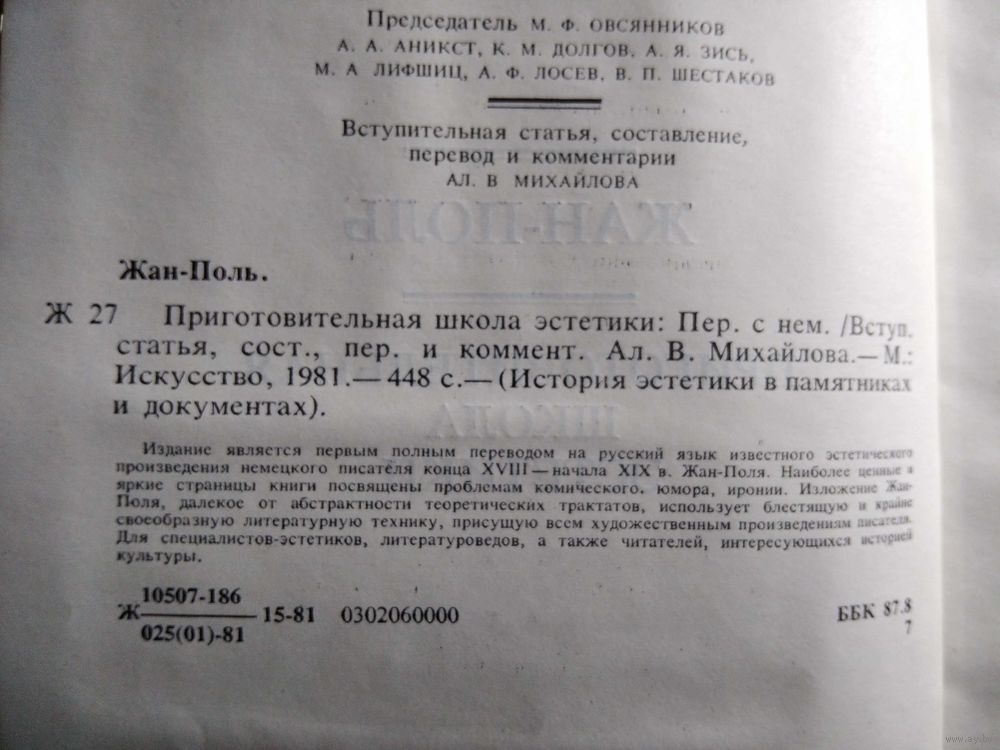 Председатель М. Ф. ОВСЯННИКОВ
А. А. АНИКСТ, К. М. ДОЛГОВ, А. Я. ЗИСЬ,
М. А ЛИФШИЦ, А. Ф. ЛОСЕВ, В. П. ШЕСТАКОВ
Вступительная статья, составление,
перевод и комментарии
АЛ. В МИХАЙЛОВА
ЖАН-ПОЛЬ
Жан-Поль.
Ж 27 Приготовительная школа эстетики: Пер. с нем. /Вступ.
статья, сост., пер. и коммент. Ал. В. Михайлова.— М.:
Искусство, 1981.— 448 с.— (История эстетики в памятниках
и документах).
ШКОЛА
Издание является первым полным переводом на русский язык известного эстетического
произведения немецкого писателя конца XVIII — начала XIX в. Жан-Поля. Наиболее ценные и
яркие страницы книги посвящены проблемам комического, юмора, иронии. Изложение Жан-
Поля, далекое от абстрактности теоретических трактатов, использует блестящую и крайне
своеобразную литературную технику, присущую всем художественным произведениям писателя.
Для специалистов-эстетиков, литературоведов, а также читателей, интересующихся историей
культуры.
Ж 10507-186 15-81 0302060000
025(01)-81
ББК 87.8
7